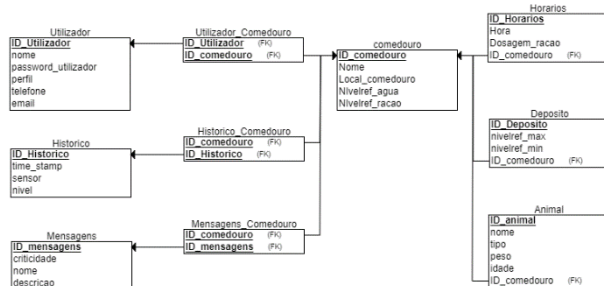 Utilizador
ID_Utilizador
nome
password_utilizador
perfil
telefone
email
Utilizador_Comedouro
ID_Utilizador (FK)
ID_comedouro (FK)
comedouro
ID_comedouro
Nome
Local_comedouro
Nivelref_agua
Nivelref_racao
Horarios
ID_Horarios
Hora
Dosagem_racao
ID_comedouro (FK)
Historico
ID_Historico
time_stamp
sensor
nivel
Historico_Comedouro
ID_comedouro (FK)
ID_Historico (FK)
Deposito
ID_Deposito
nivelref_max
nivelref_min
ID_comedouro (FK)
Mensagens
ID_mensagens
criticidade
nome
descricao
Mensagens_Comedouro
ID_comedouro (FK)
ID_mensagens (FK)
Animal
ID_animal
nome
tipo
peso
idade
ID_comedouro (FK)